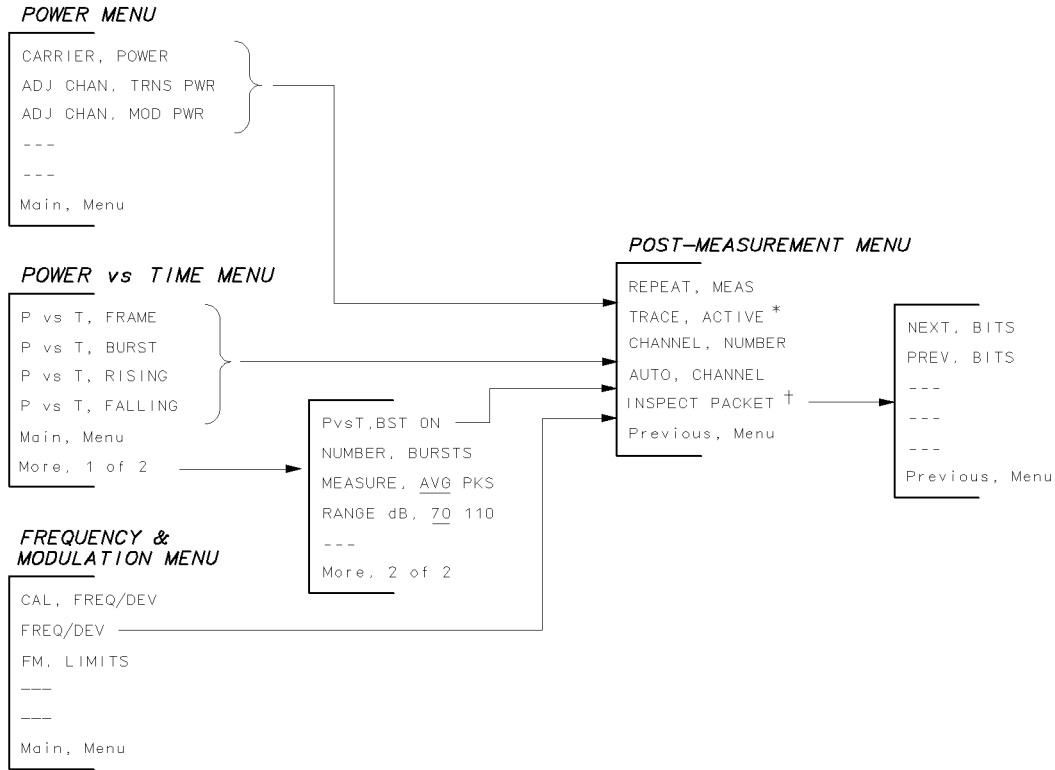 POWER MENU
CARRIER, POWER
ADJ CHAN, TRNS PWR
ADJ CHAN, MOD PWR
---
---
Main, Menu
POWER vs TIME MENU
P vs T, FRAME
P vs T, BURST
P vs T, RISING
P vs T, FALLING
Main, Menu
More, 1 of 2
PvsT,BST ON
NUMBER, BURSTS
MEASURE, AVG PKS
RANGE dB, 70 110
---
More, 2 of 2
FREQUENCY &
MODULATION MENU
CAL, FREQ/DEV
FREQ/DEV
FM, LIMITS
---
---
Main, Menu
POST-MEASUREMENT MENU
REPEAT, MEAS
TRACE, ACTIVE *
CHANNEL, NUMBER
AUTO, CHANNEL
INSPECT PACKET †
Previous, Menu
NEXT, BITS
PREV, BITS
---
---
---
Previous, Menu